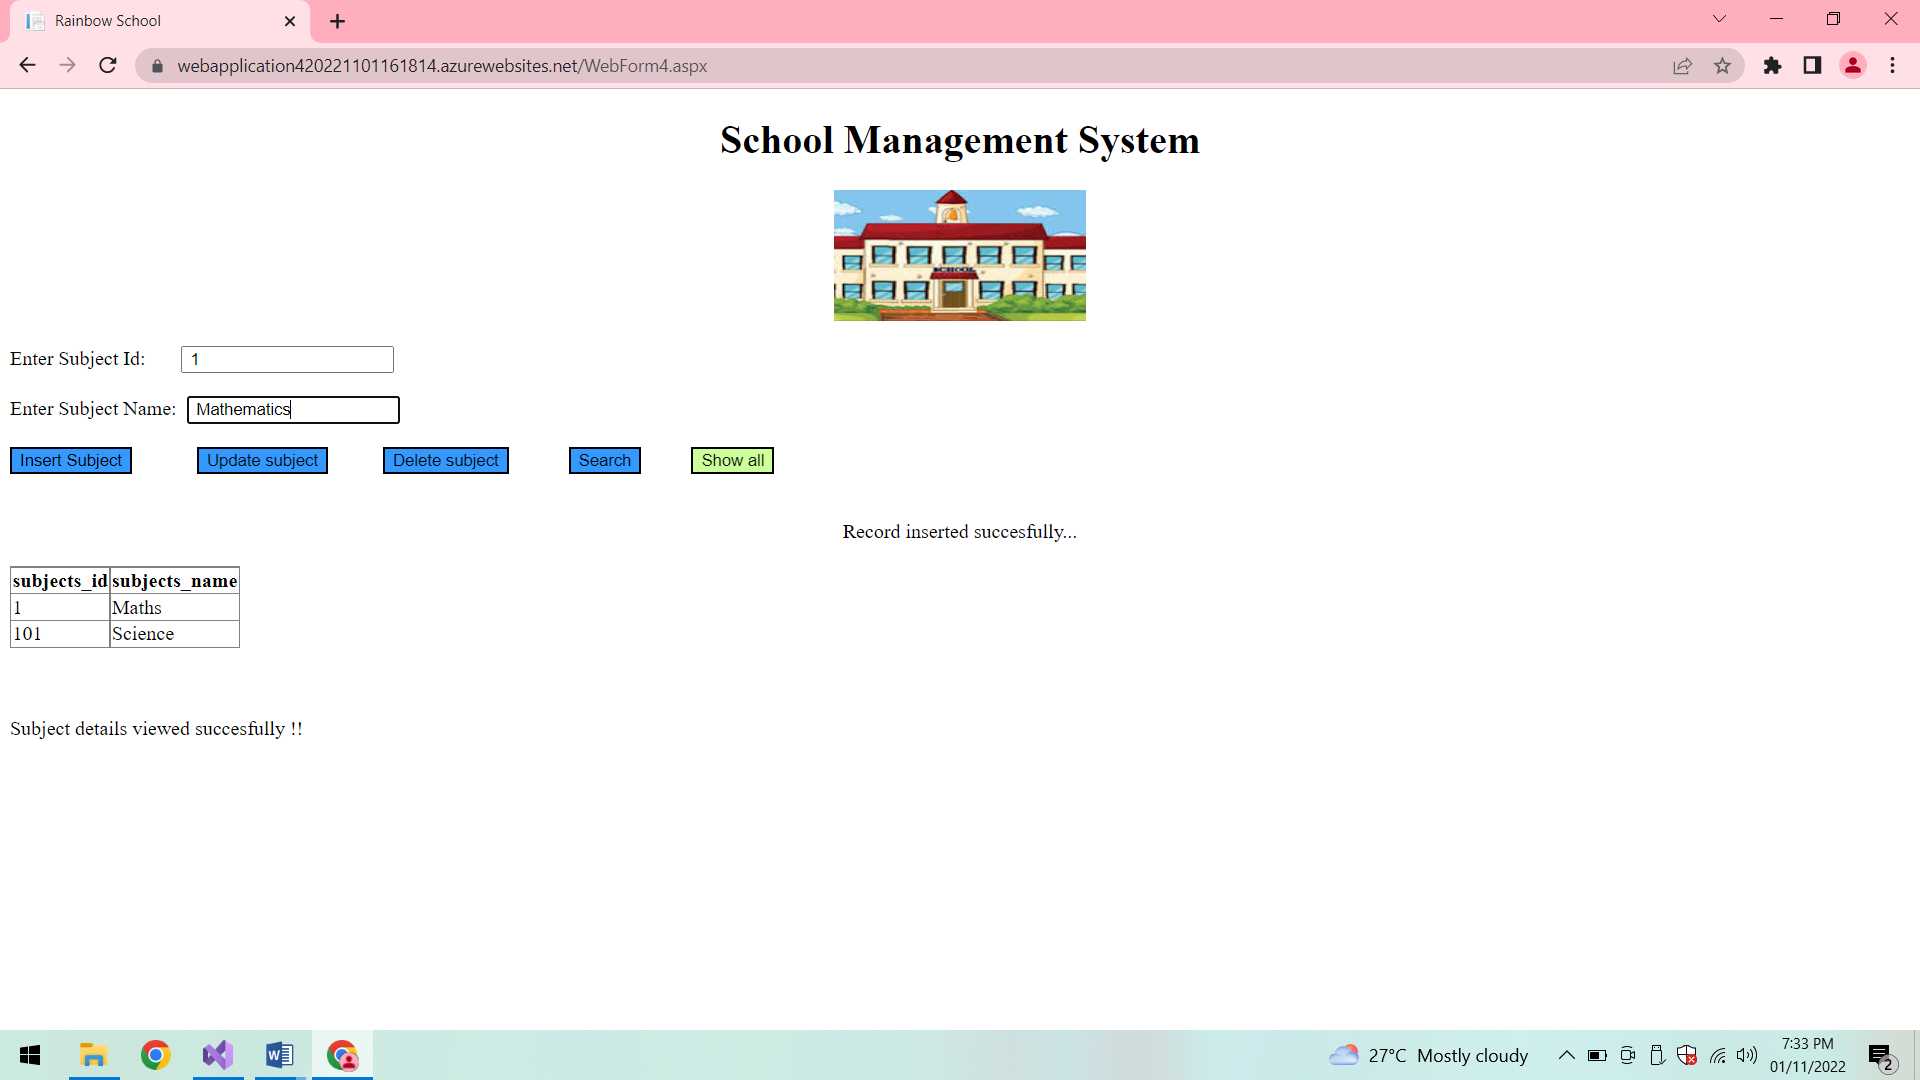 Rainbow School
webapplication420221101161814.azurewebsites.net/WebForm4.aspx
School Management System
SCHOOL
Enter Subject Id: 1
Enter Subject Name: Mathematics
Insert Subject Update subject Delete subject Search Show all
Record inserted succesfully...
subjects_id subjects_name
1 Maths
101 Science
Subject details viewed succesfully !!
27°C Mostly cloudy
7:33 PM
01/11/2022
2